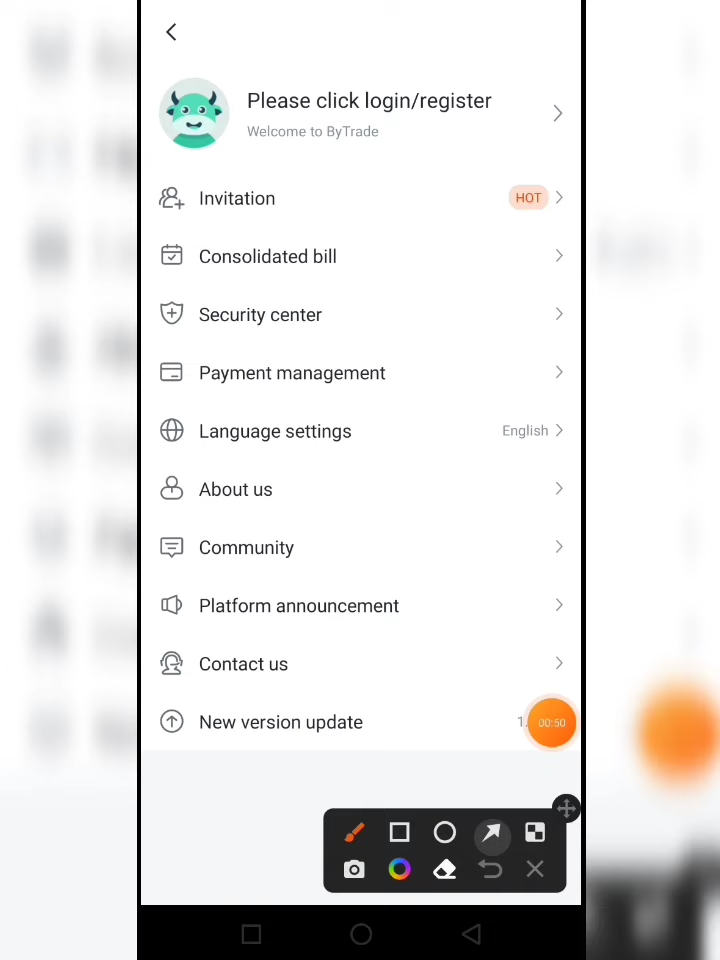 Please click login/register
Welcome to ByTrade
Invitation
HOT
Consolidated bill
Security center
Payment management
Language settings
English
About us
Community
Platform announcement
Contact us
New version update
1.
00:50